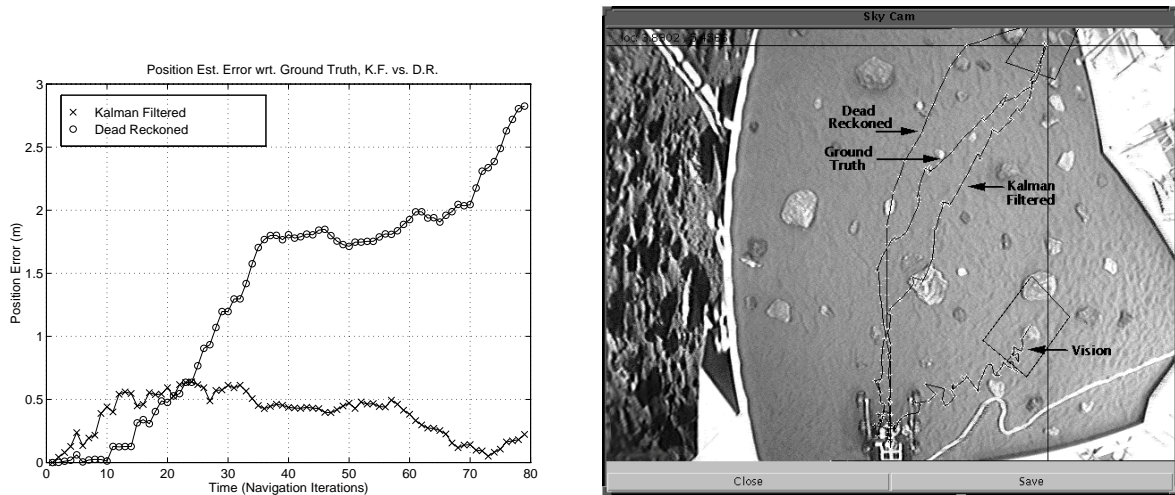 Position Est. Error wrt. Ground Truth, K.F. vs. D.R.
Kalman Filtered
Dead Reckoned
3
2.5
2
1.5
1
0.5
0
Position Error (m)
0 10 20 30 40 50 60 70 80
Time (Navigation Iterations)
Sky Cam
Dead
Reckoned
Ground
Truth
Kalman
Filtered
Vision
Close Save